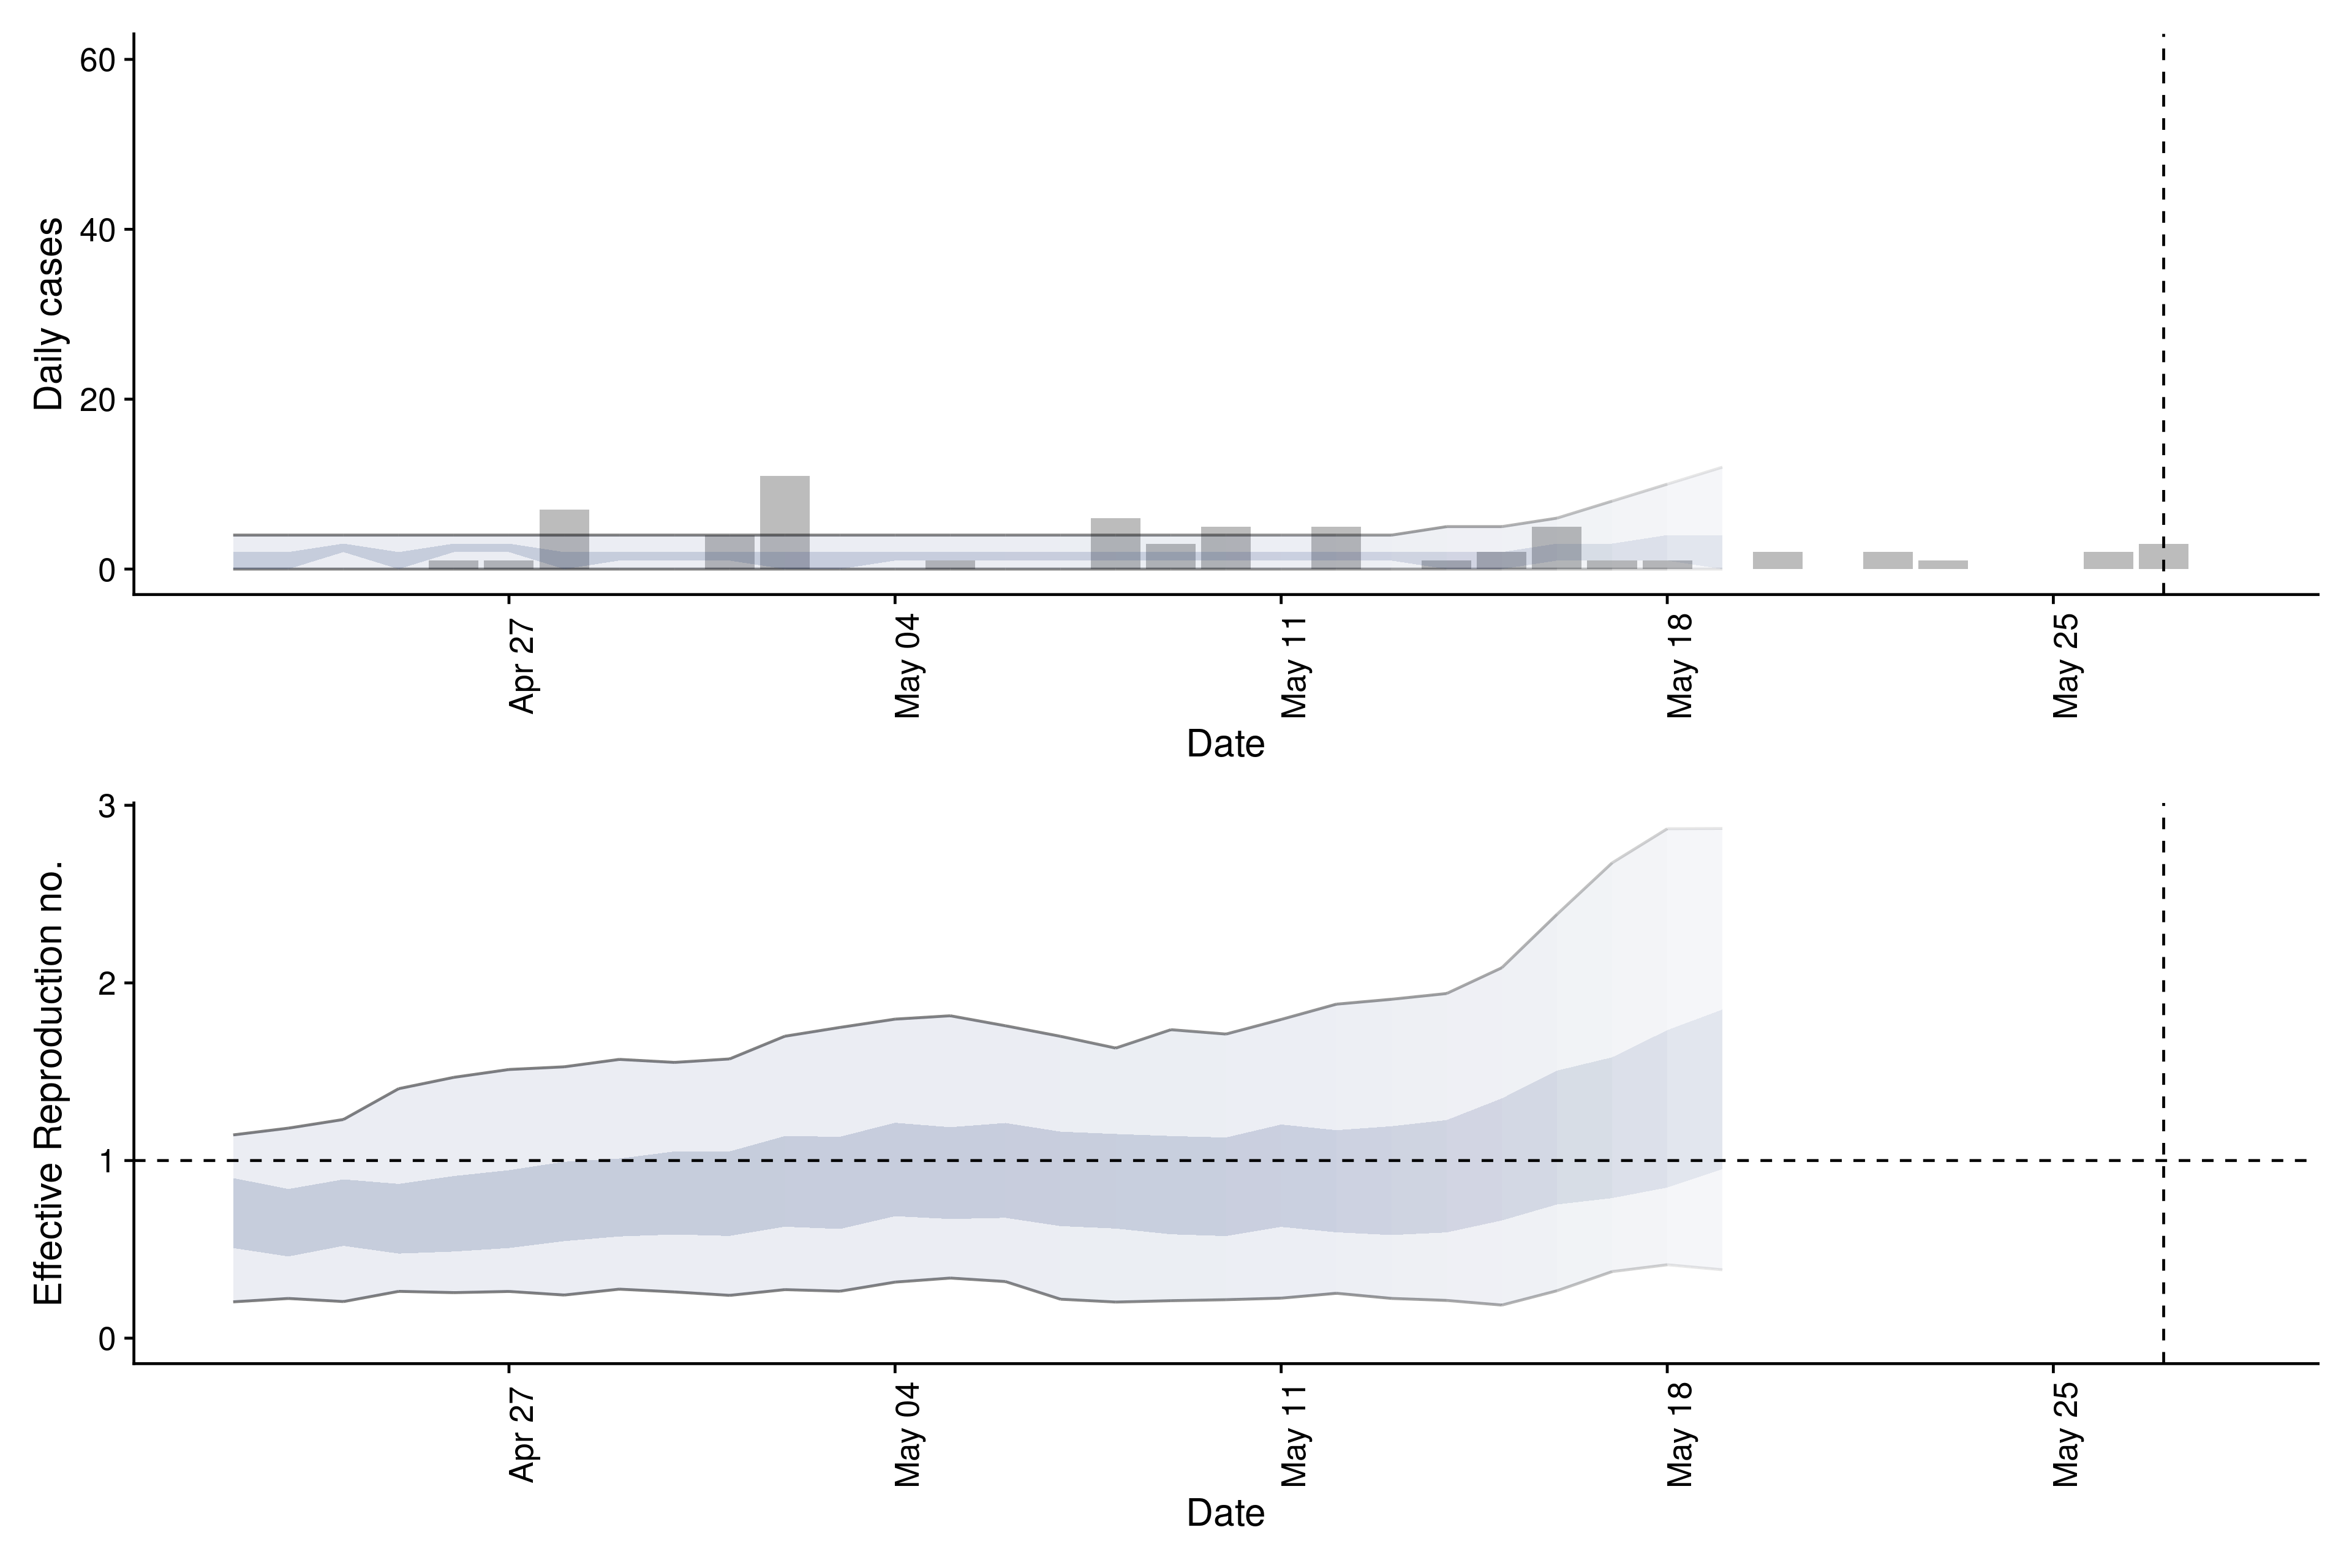 Daily cases
60
40
20
0
Apr 27
May 04
May 11
May 18
May 25
Date
Effective Reproduction no.
3
2
1
0
Apr 27
May 04
May 11
May 18
May 25
Date